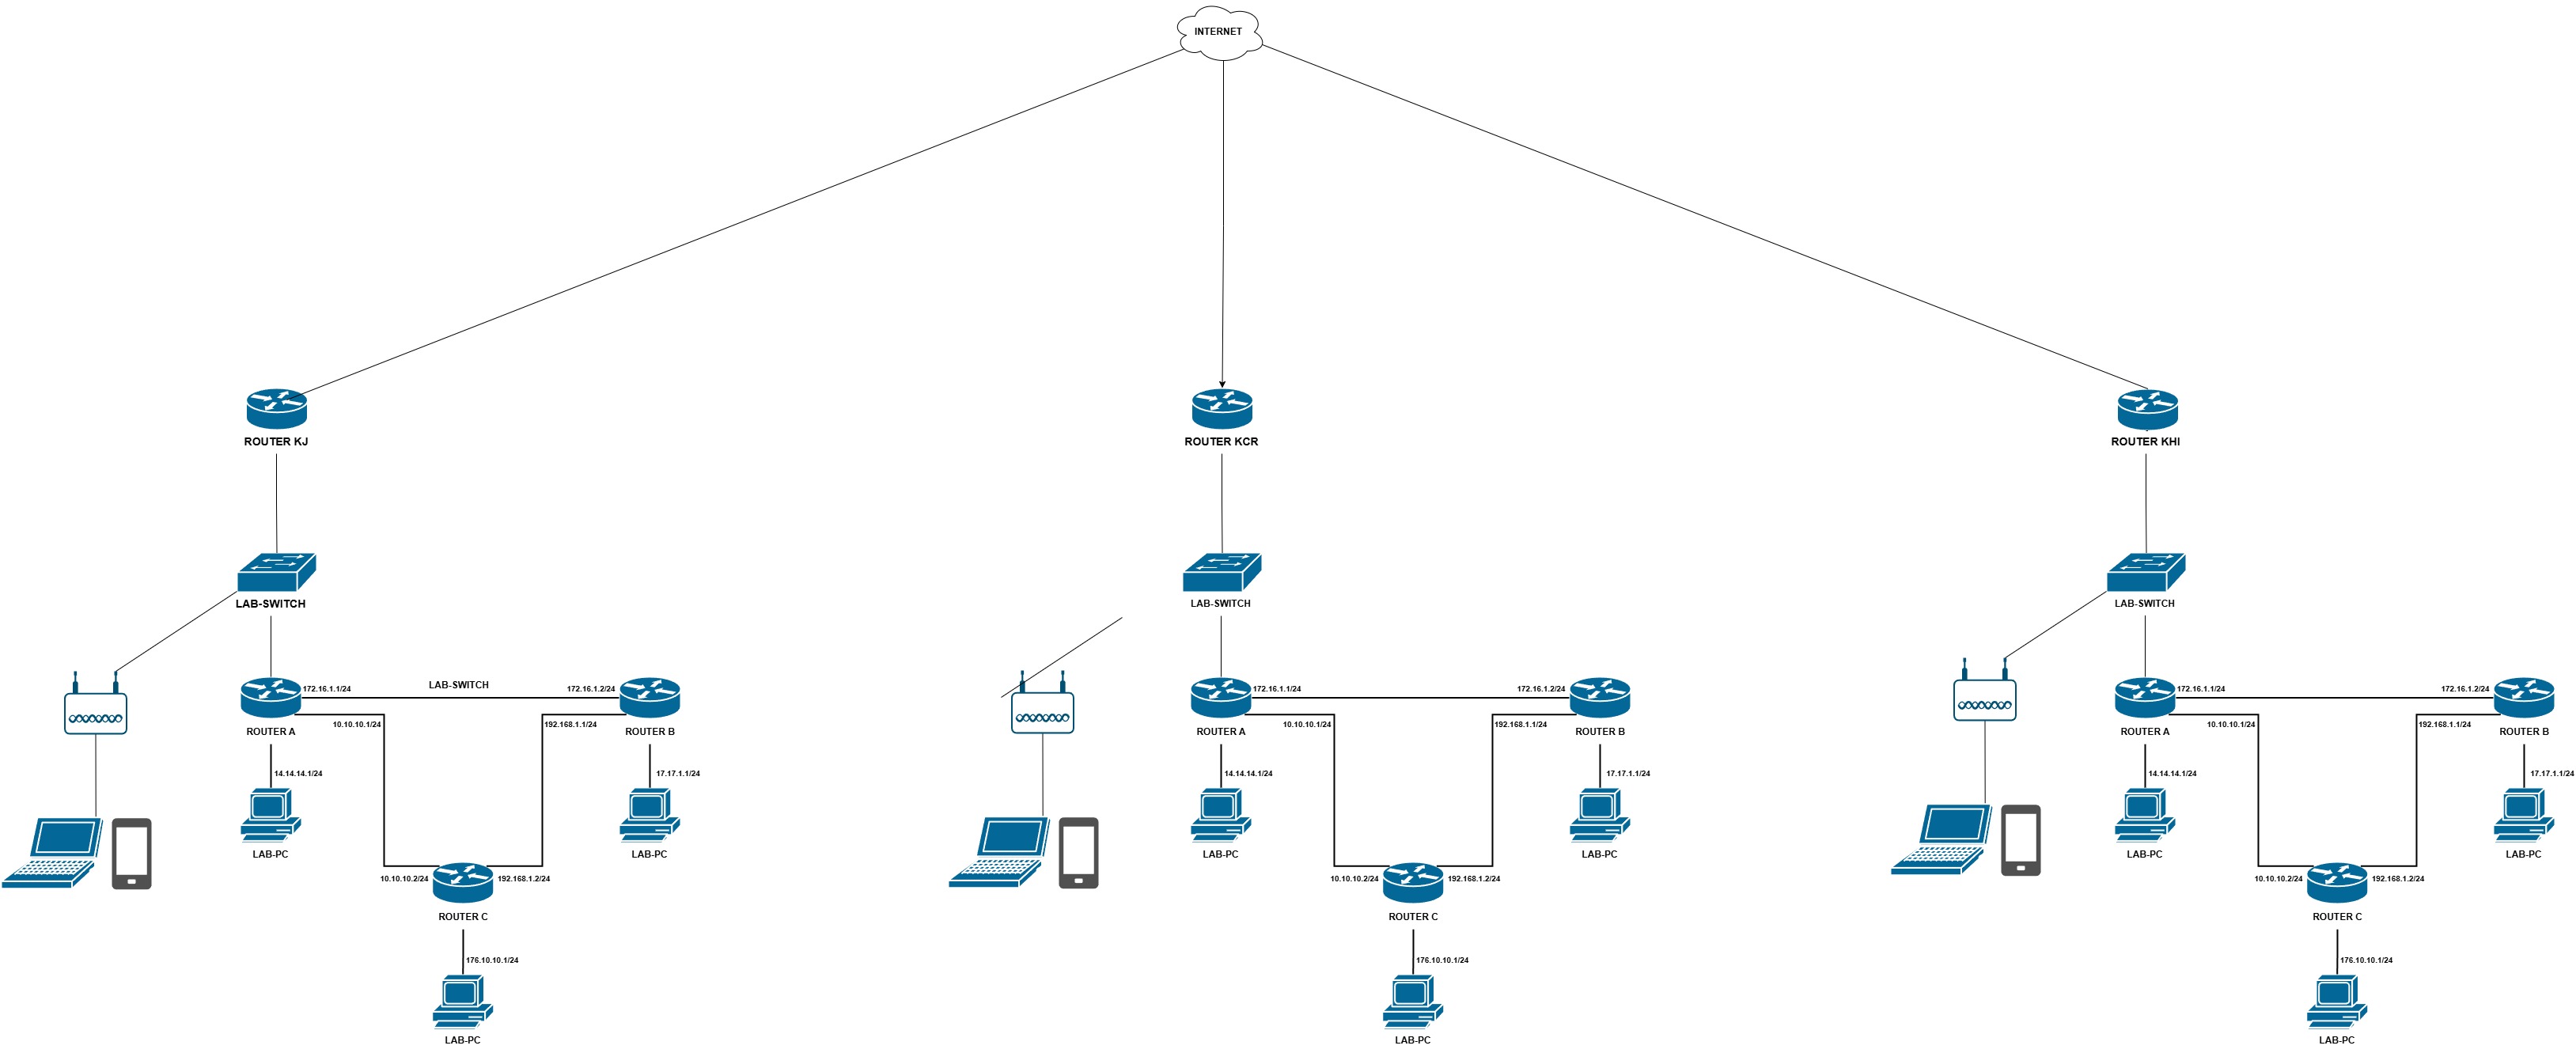 INTERNET
ROUTER KJ
ROUTER KCR
ROUTER KHI
LAB-SWITCH
LAB-SWITCH
LAB-SWITCH
172.16.1.1/24
LAB-SWITCH
172.16.1.2/24
10.10.10.1/24
192.168.1.1/24
ROUTER A
ROUTER B
14.14.14.1/24
17.17.1.1/24
LAB-PC
LAB-PC
10.10.10.2/24
192.168.1.2/24
ROUTER C
176.10.10.1/24
LAB-PC
172.16.1.1/24
172.16.1.2/24
10.10.10.1/24
192.168.1.1/24
ROUTER A
ROUTER B
14.14.14.1/24
17.17.1.1/24
LAB-PC
LAB-PC
10.10.10.2/24
192.168.1.2/24
ROUTER C
176.10.10.1/24
LAB-PC
172.16.1.1/24
172.16.1.2/24
10.10.10.1/24
192.168.1.1/24
ROUTER A
ROUTER B
14.14.14.1/24
17.17.1.1/24
LAB-PC
LAB-PC
10.10.10.2/24
192.168.1.2/24
ROUTER C
176.10.10.1/24
LAB-PC